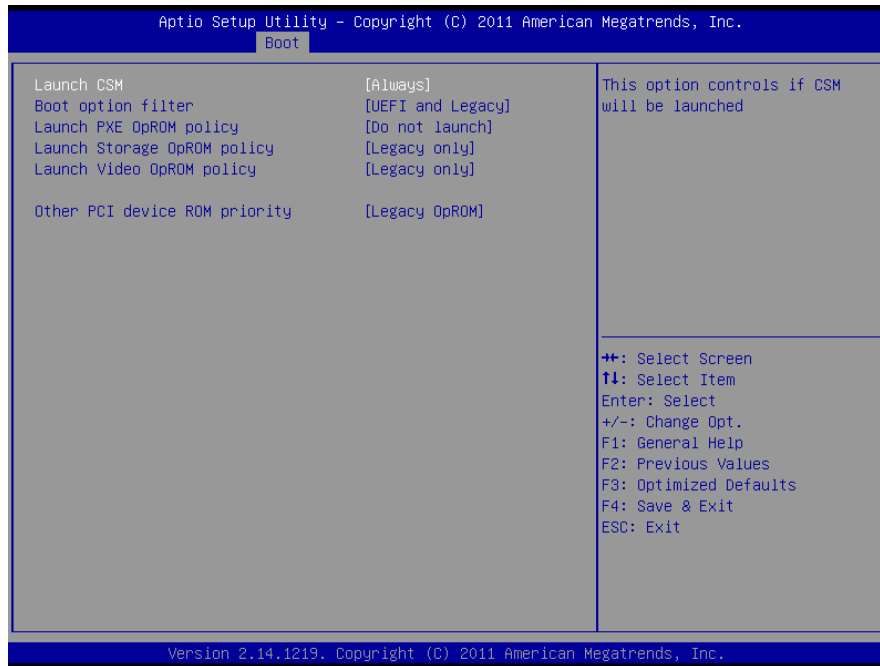 Aptio Setup Utility – Copyright (C) 2011 American Megatrends, Inc.
Boot
Launch CSM [Always]
Boot option filter [UEFI and Legacy]
Launch PXE OpROM policy [Do not launch]
Launch Storage OpROM policy [Legacy only]
Launch Video OpROM policy [Legacy only]
Other PCI device ROM priority [Legacy OpROM]
This option controls if CSM
will be launched
→←: Select Screen
↑↓: Select Item
Enter: Select
+/-: Change Opt.
F1: General Help
F2: Previous Values
F3: Optimized Defaults
F4: Save & Exit
ESC: Exit
Version 2.14.1219. Copyright (C) 2011 American Megatrends, Inc.